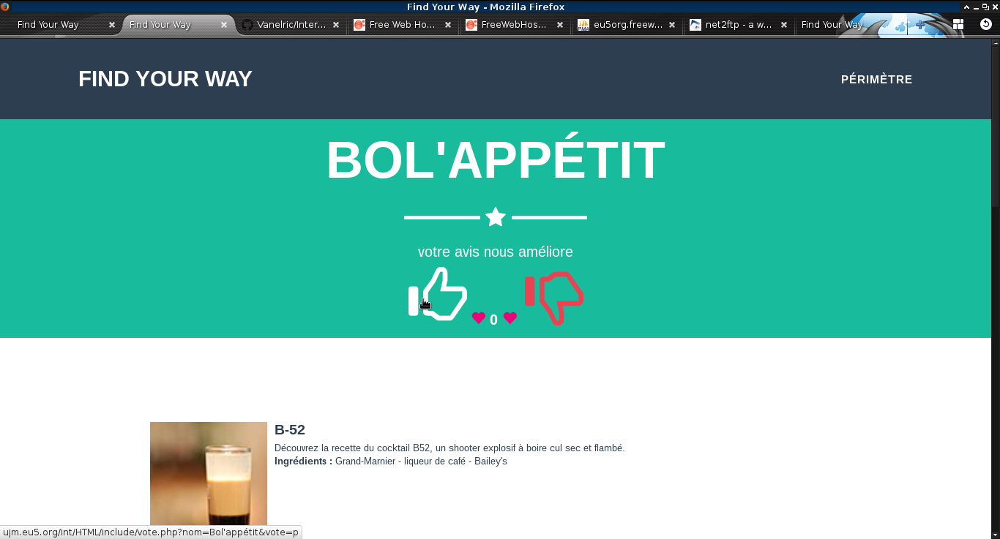 Find Your Way - Mozilla Firefox
Find Your Way
Find Your Way
Vanelric/Inter...
Free Web Ho...
FreeWebHos...
eu5org.freew...
net2ftp - a w...
Find Your Way
FIND YOUR WAY
PÉRIMÈTRE
BOL'APPÉTIT
votre avis nous améliore
0
B-52
Découvrez la recette du cocktail B52, un shooter explosif à boire cul sec et flambé.
Ingrédients : Grand-Marnier - liqueur de café - Bailey's
ujm.eu5.org/int/HTML/include/vote.php?nom=Bol'appétit&vote=p